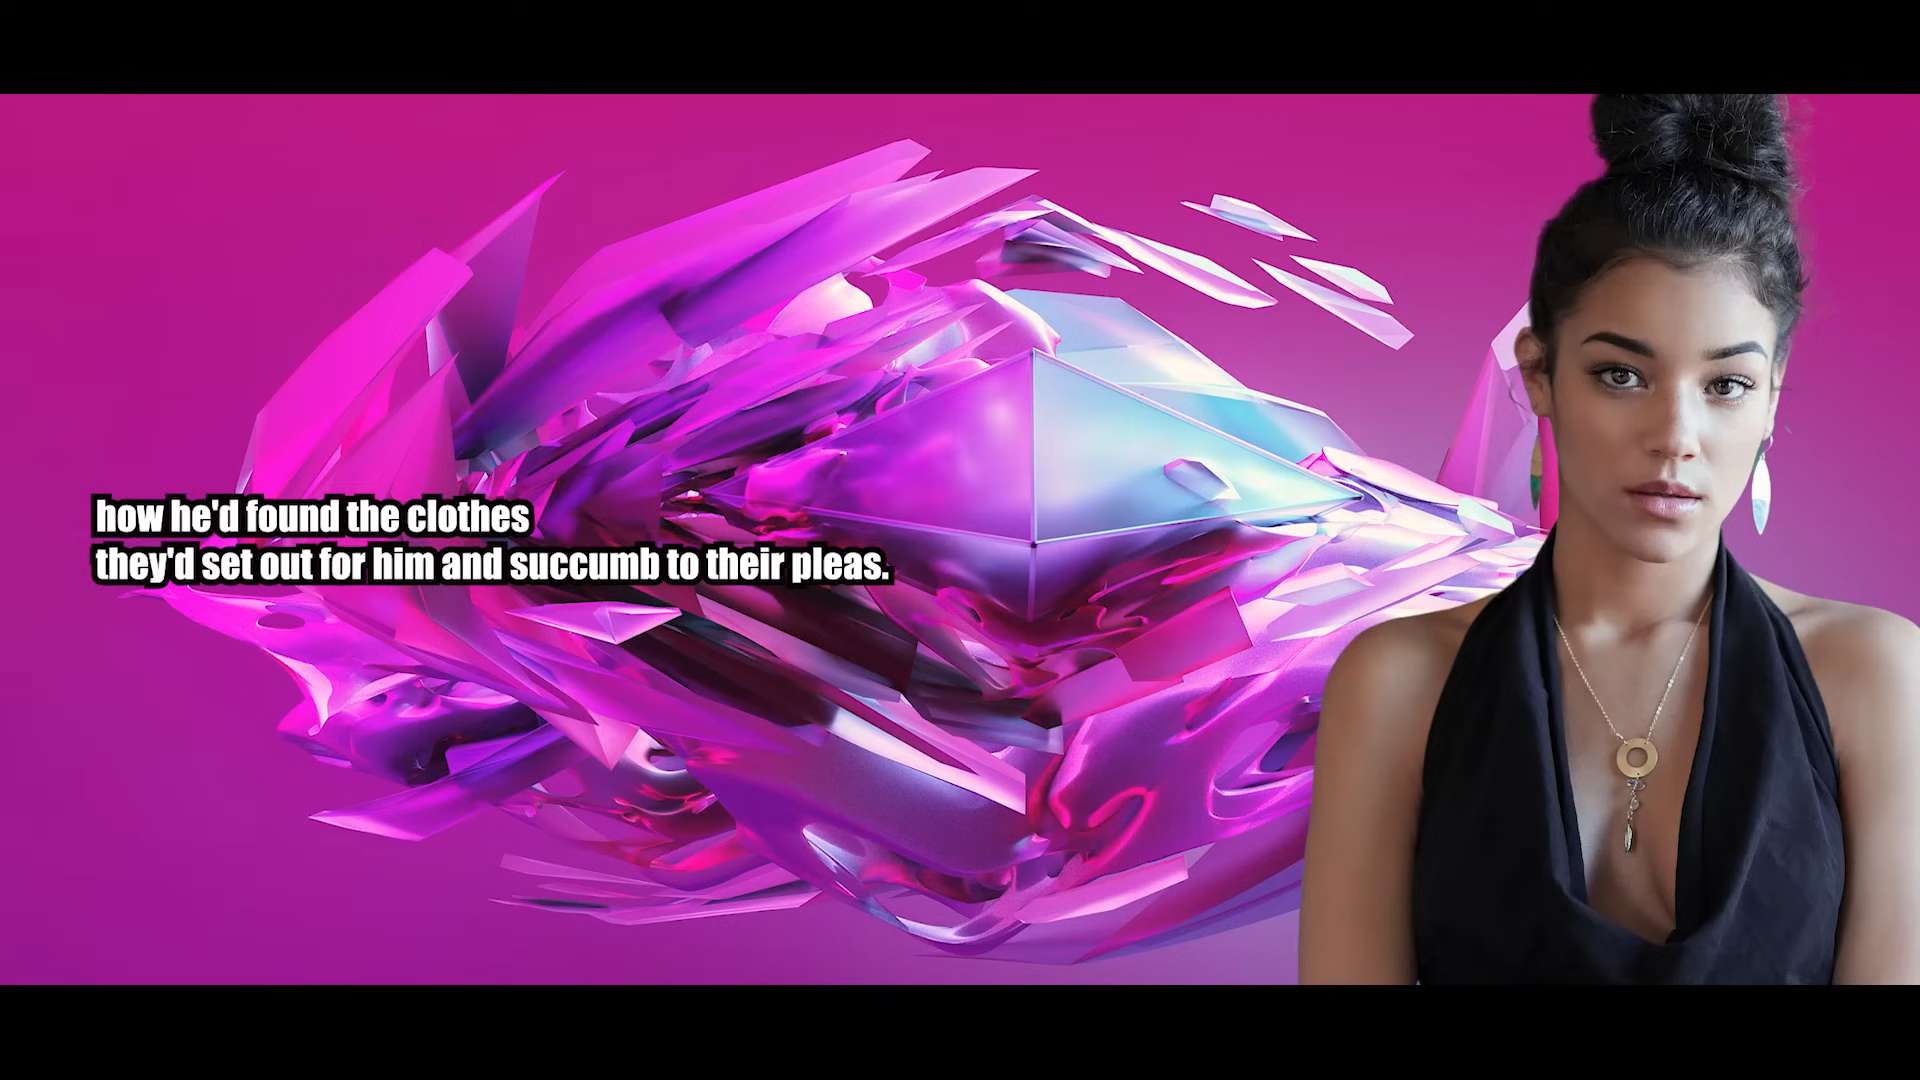 how he'd found the clothes
they'd set out for him and succumb to their pleas.